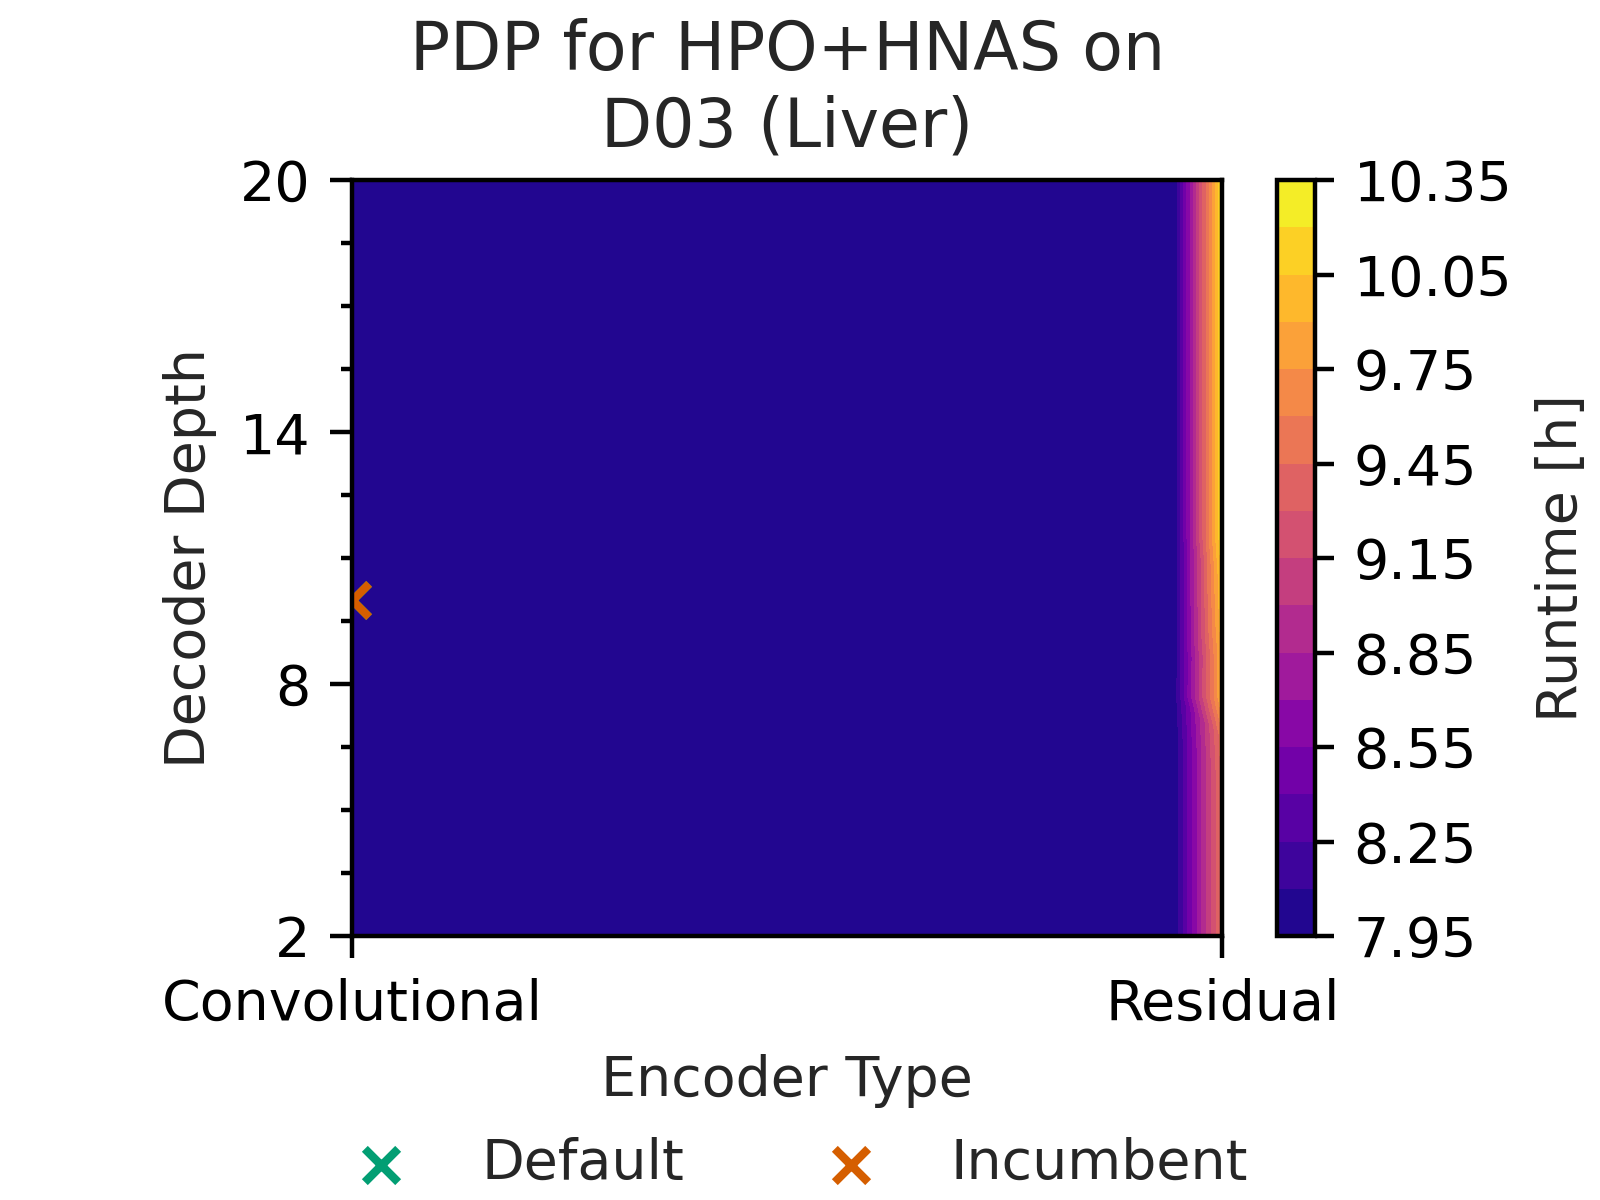 PDP for HPO+HNAS on
D03 (Liver)
20
14
8
2
Decoder Depth
Convolutional
Residual
Encoder Type
10.35
10.05
9.75
9.45
9.15
8.85
8.55
8.25
7.95
Runtime [h]
Default
Incumbent